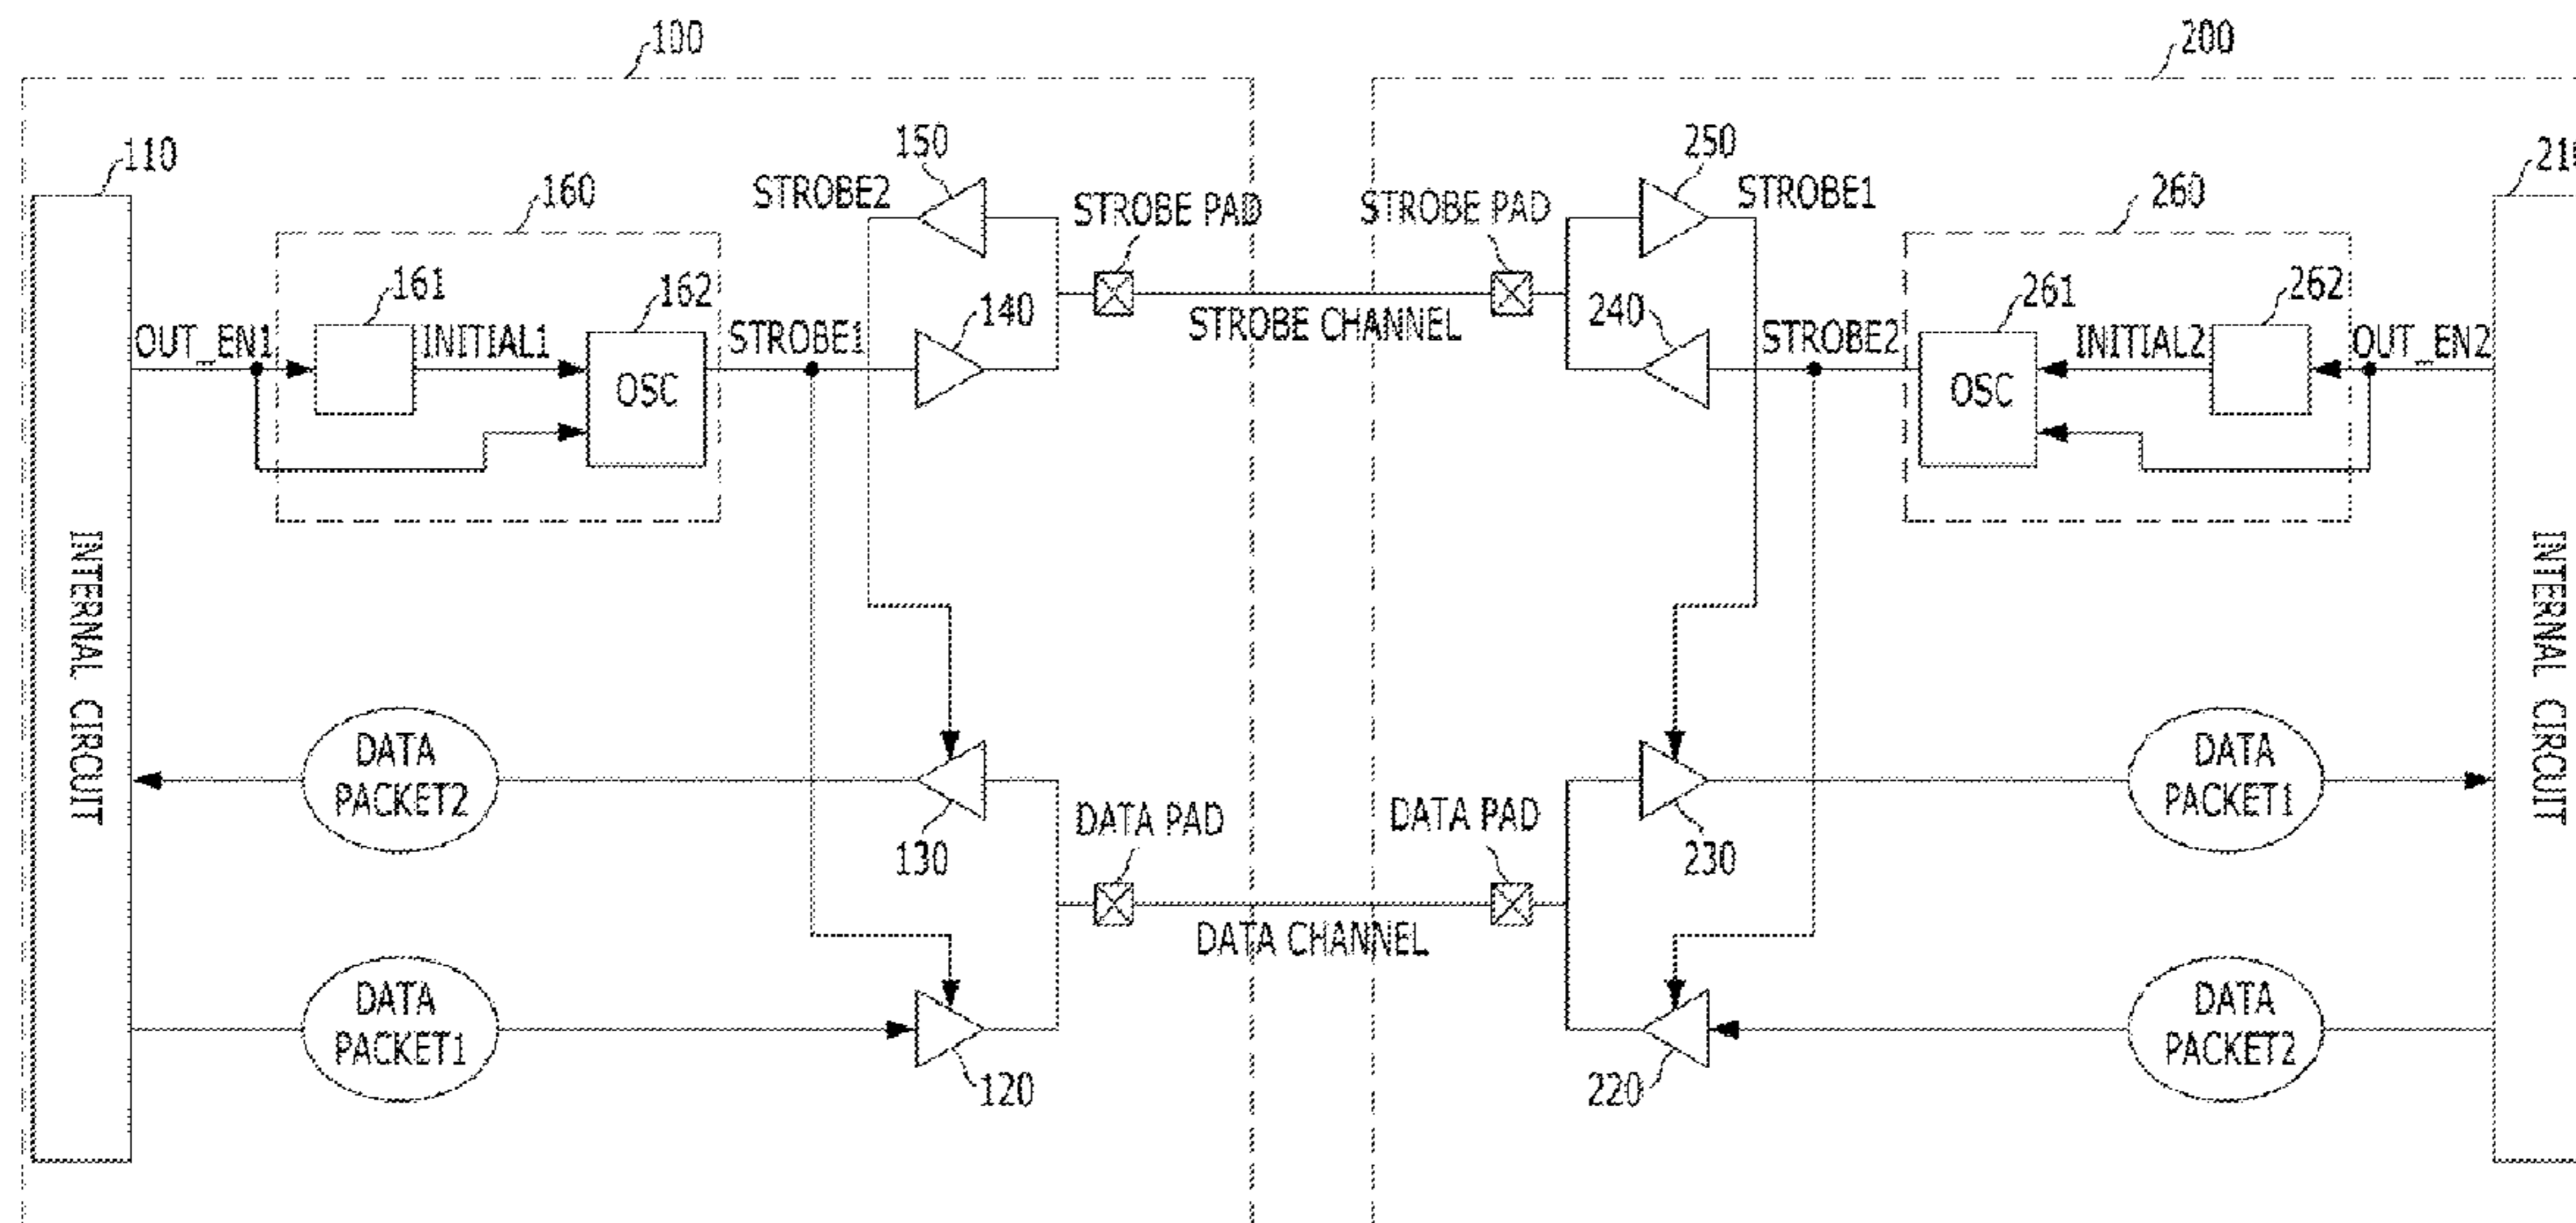 100
200
110
160
161
162
150
140
STROBE2
STROBE PAD
STROBE PAD
250
STROBE1
260
OUT_EN1
INITIAL1
OSC
STROBE1
STROBE CHANNEL
240
STROBE2
261
OSC
INITIAL2
262
OUT_EN2
INTERNAL CIRCUIT
INTERNAL CIRCUIT
DATA
PACKET2
130
DATA PAD
DATA PAD
230
DATA
PACKET1
DATA CHANNEL
DATA
PACKET1
120
220
DATA
PACKET2